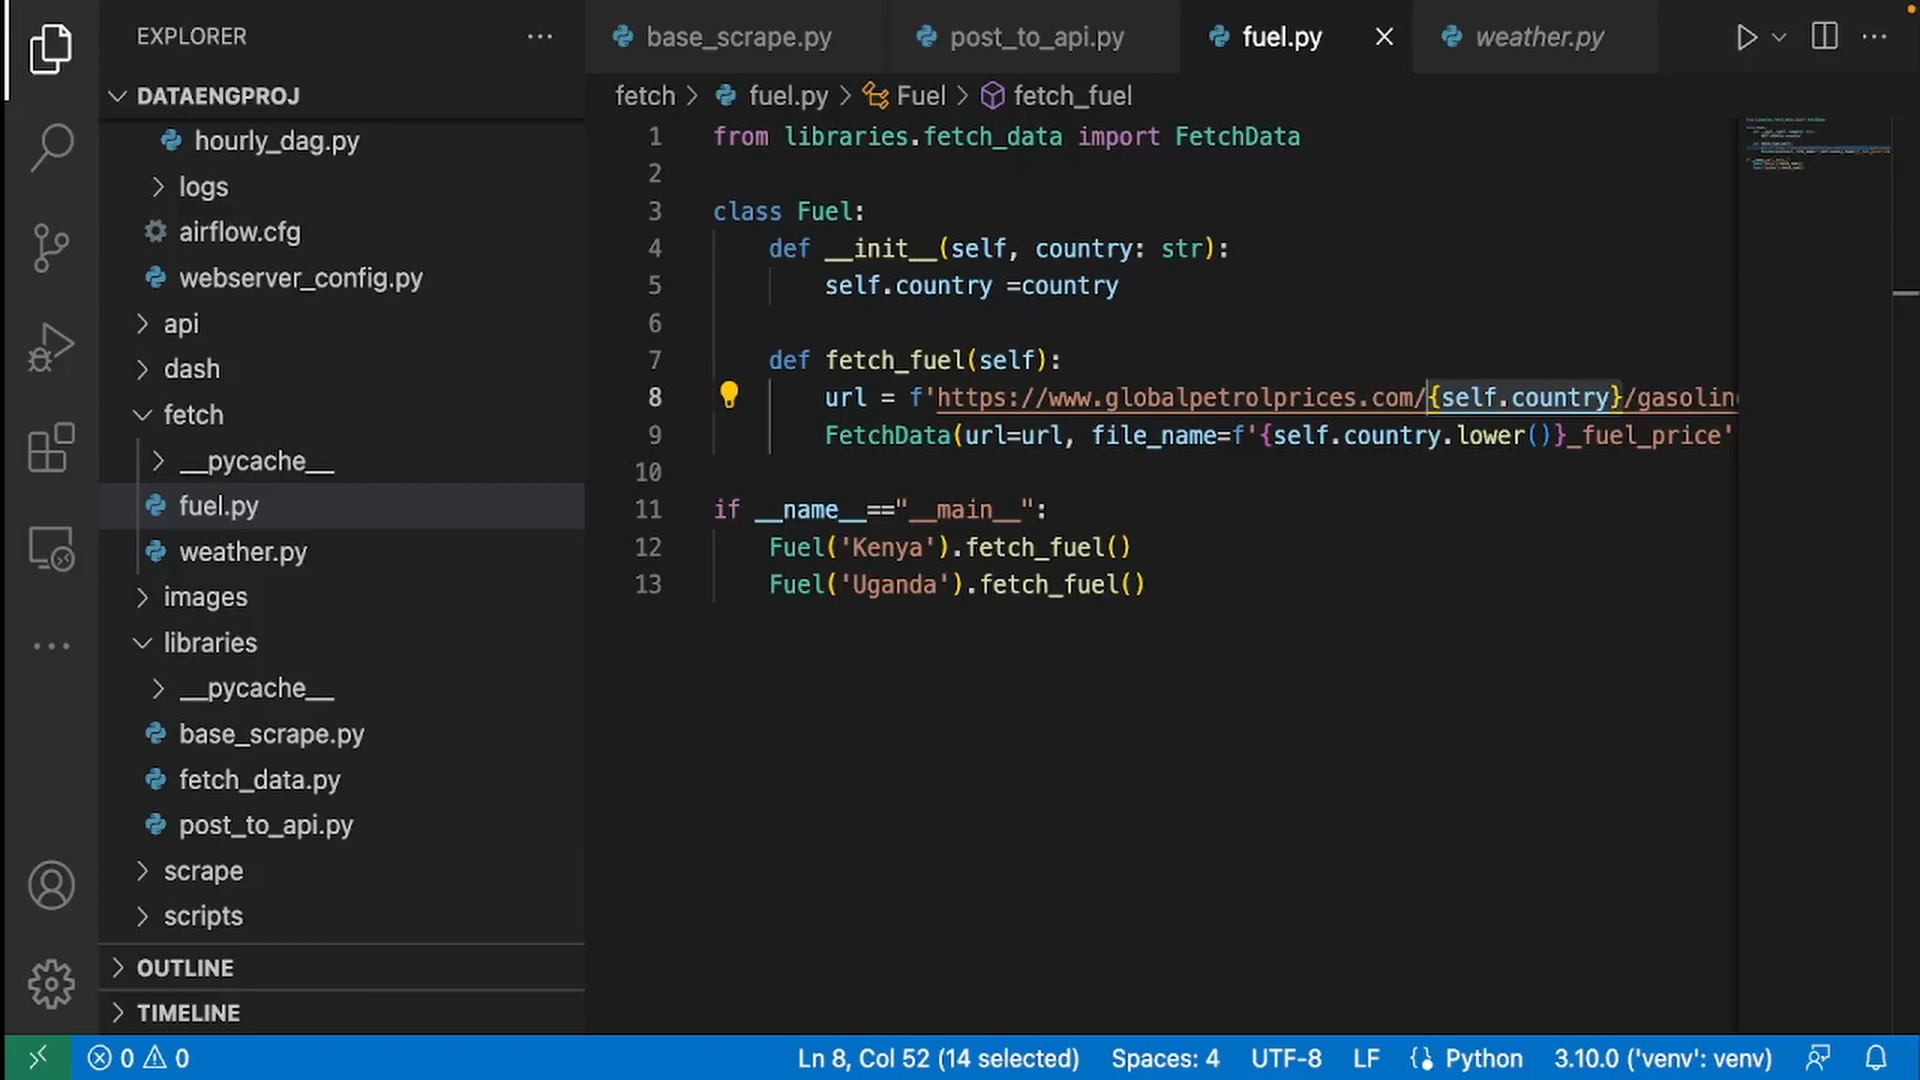 EXPLORER
DATAENGPROJ
hourly_dag.py
logs
airflow.cfg
webserver_config.py
api
dash
fetch
__pycache__
fuel.py
weather.py
images
libraries
__pycache__
base_scrape.py
fetch_data.py
post_to_api.py
scrape
scripts
OUTLINE
TIMELINE
base_scrape.py
post_to_api.py
fuel.py
weather.py
fetch > fuel.py > Fuel > fetch_fuel
1 from libraries.fetch_data import FetchData
2
3 class Fuel:
4 def __init__(self, country: str):
5 self.country =country
6
7 def fetch_fuel(self):
8 url = f'https://www.globalpetrolprices.com/{self.country}/gasolin
9 FetchData(url=url, file_name=f'{self.country.lower()}_fuel_price'
10
11 if __name__=="__main__":
12 Fuel('Kenya').fetch_fuel()
13 Fuel('Uganda').fetch_fuel()
0 0 Ln 8, Col 52 (14 selected) Spaces: 4 UTF-8 LF Python 3.10.0 ('venv': venv)